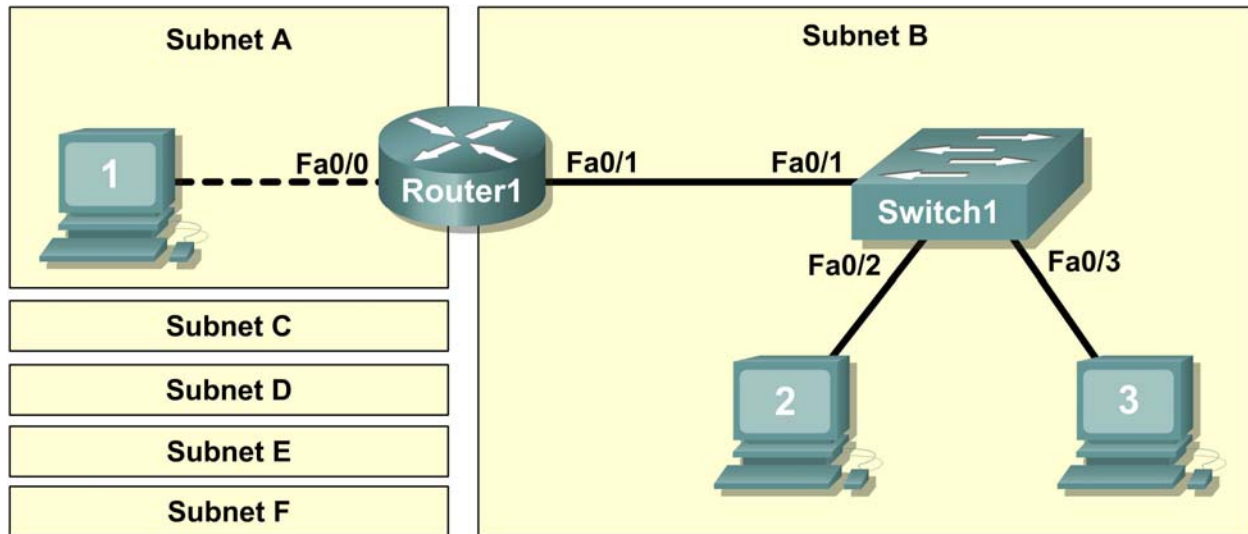 Subnet A
Subnet B
1
Fa0/0
Router1
Fa0/1
Fa0/1
Switch1
Fa0/2
Fa0/3
2
3
Subnet C
Subnet D
Subnet E
Subnet F